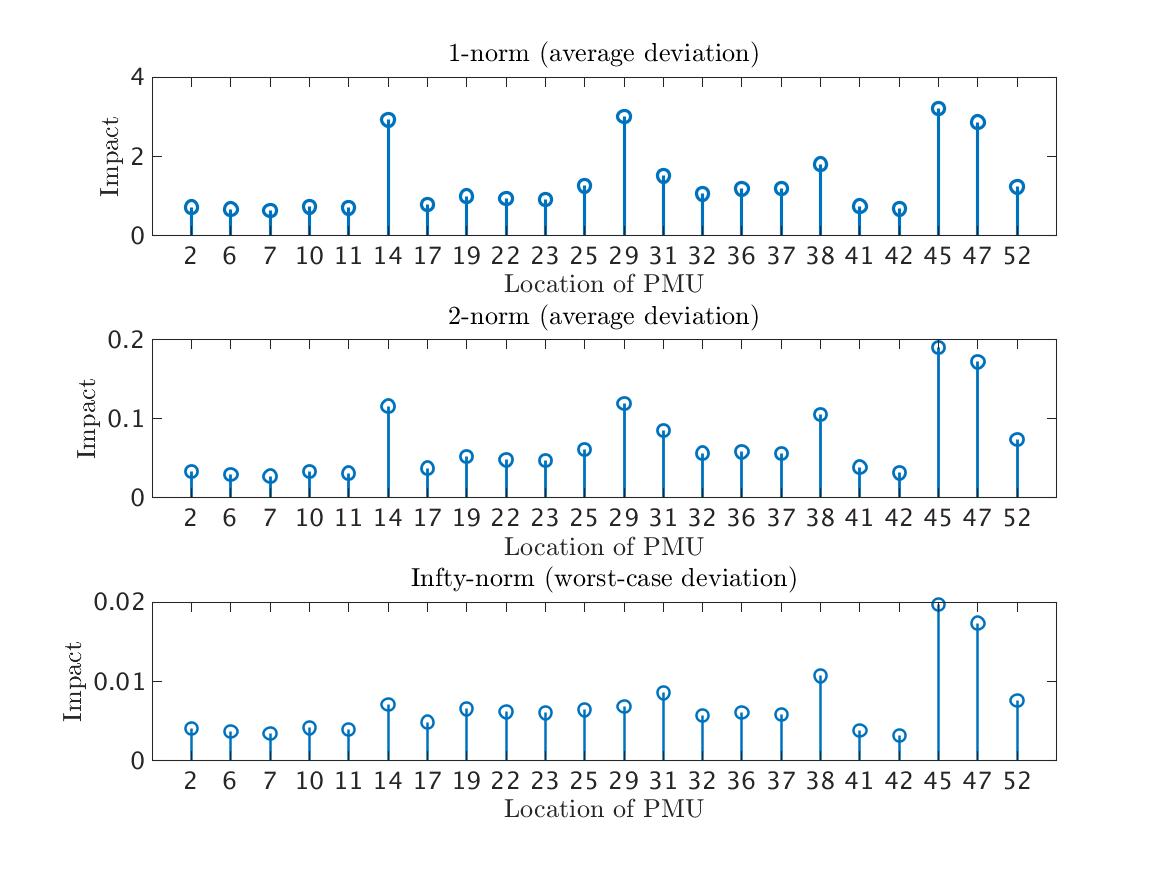 1-norm (average deviation)
4
2
0
Impact
2 6 7 10 11 14 17 19 22 23 25 29 31 32 36 37 38 41 42 45 47 52
Location of PMU
2-norm (average deviation)
0.2
0.1
0
Impact
2 6 7 10 11 14 17 19 22 23 25 29 31 32 36 37 38 41 42 45 47 52
Location of PMU
Infty-norm (worst-case deviation)
0.02
0.01
0
Impact
2 6 7 10 11 14 17 19 22 23 25 29 31 32 36 37 38 41 42 45 47 52
Location of PMU